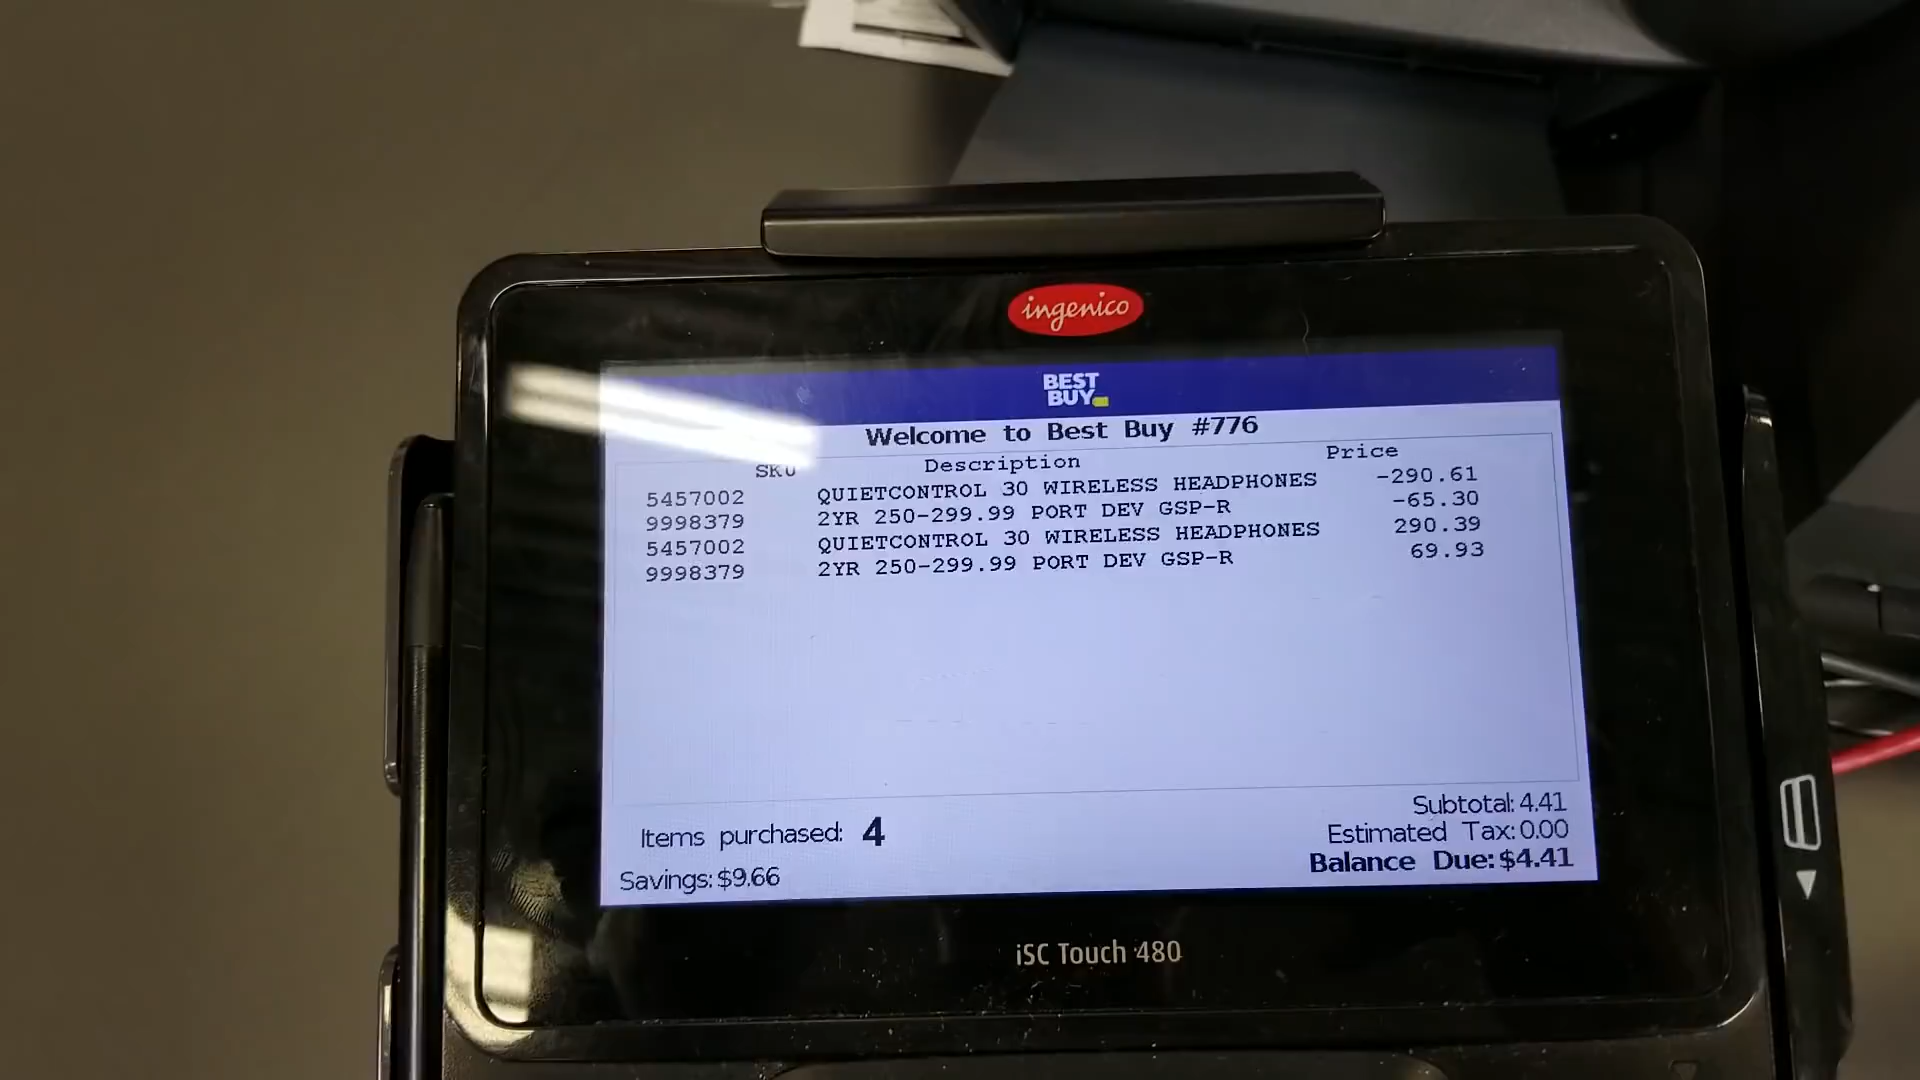 ingenico
BEST
BUY
Welcome to Best Buy #776
SKU Description Price
5457002 QUIETCONTROL 30 WIRELESS HEADPHONES -290.61
9998379 2YR 250-299.99 PORT DEV GSP-R -65.30
5457002 QUIETCONTROL 30 WIRELESS HEADPHONES 290.39
9998379 2YR 250-299.99 PORT DEV GSP-R 69.93
Subtotal: 4.41
Items purchased: 4
Estimated Tax: 0.00
Savings: $9.66
Balance Due: $4.41
iSC Touch 480